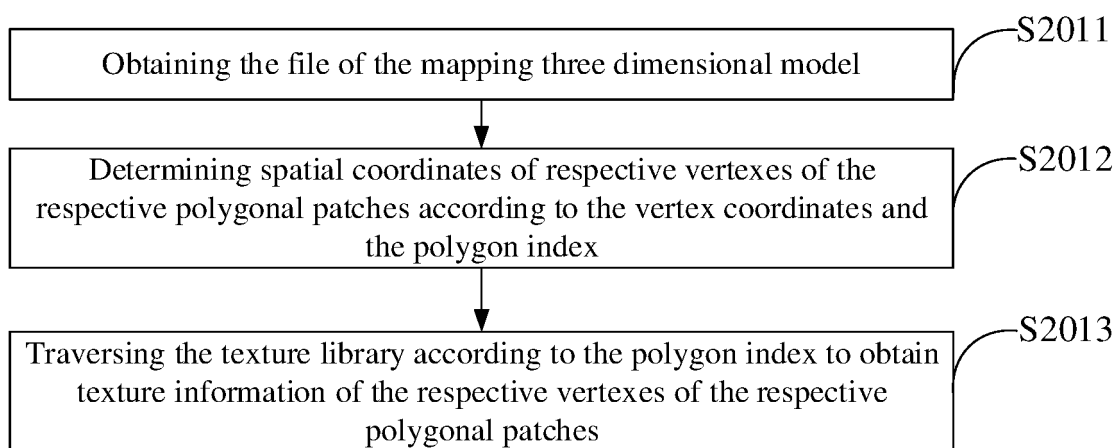 S2011
Obtaining the file of the mapping three dimensional model
S2012
Determining spatial coordinates of respective vertexes of the
respective polygonal patches according to the vertex coordinates and
the polygon index
S2013
Traversing the texture library according to the polygon index to obtain
texture information of the respective vertexes of the respective
polygonal patches